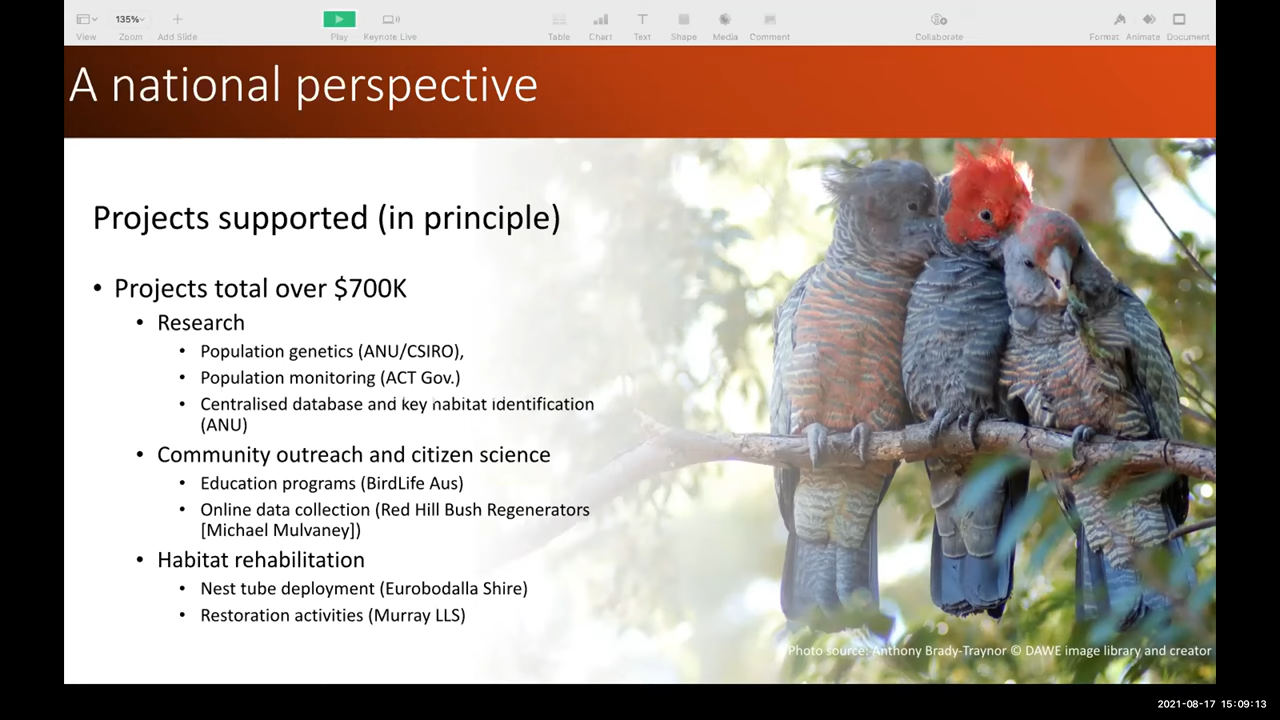 135%
View
Zoom
Add Slide
Play
Keynote Live
Table
Chart
Text
Shape
Media
Comment
Collaborate
Format
Animate
Document
A national perspective
Projects supported (in principle)
• Projects total over $700K
• Research
• Population genetics (ANU/CSIRO),
• Population monitoring (ACT Gov.)
• Centralised database and key habitat identification
(ANU)
• Community outreach and citizen science
• Education programs (BirdLife Aus)
• Online data collection (Red Hill Bush Regenerators
[Michael Mulvaney])
• Habitat rehabilitation
• Nest tube deployment (Eurobodalla Shire)
• Restoration activities (Murray LLS)
Photo source: Anthony Brady-Traynor © DAWE image library and creator
2021-08-17 15:09:13